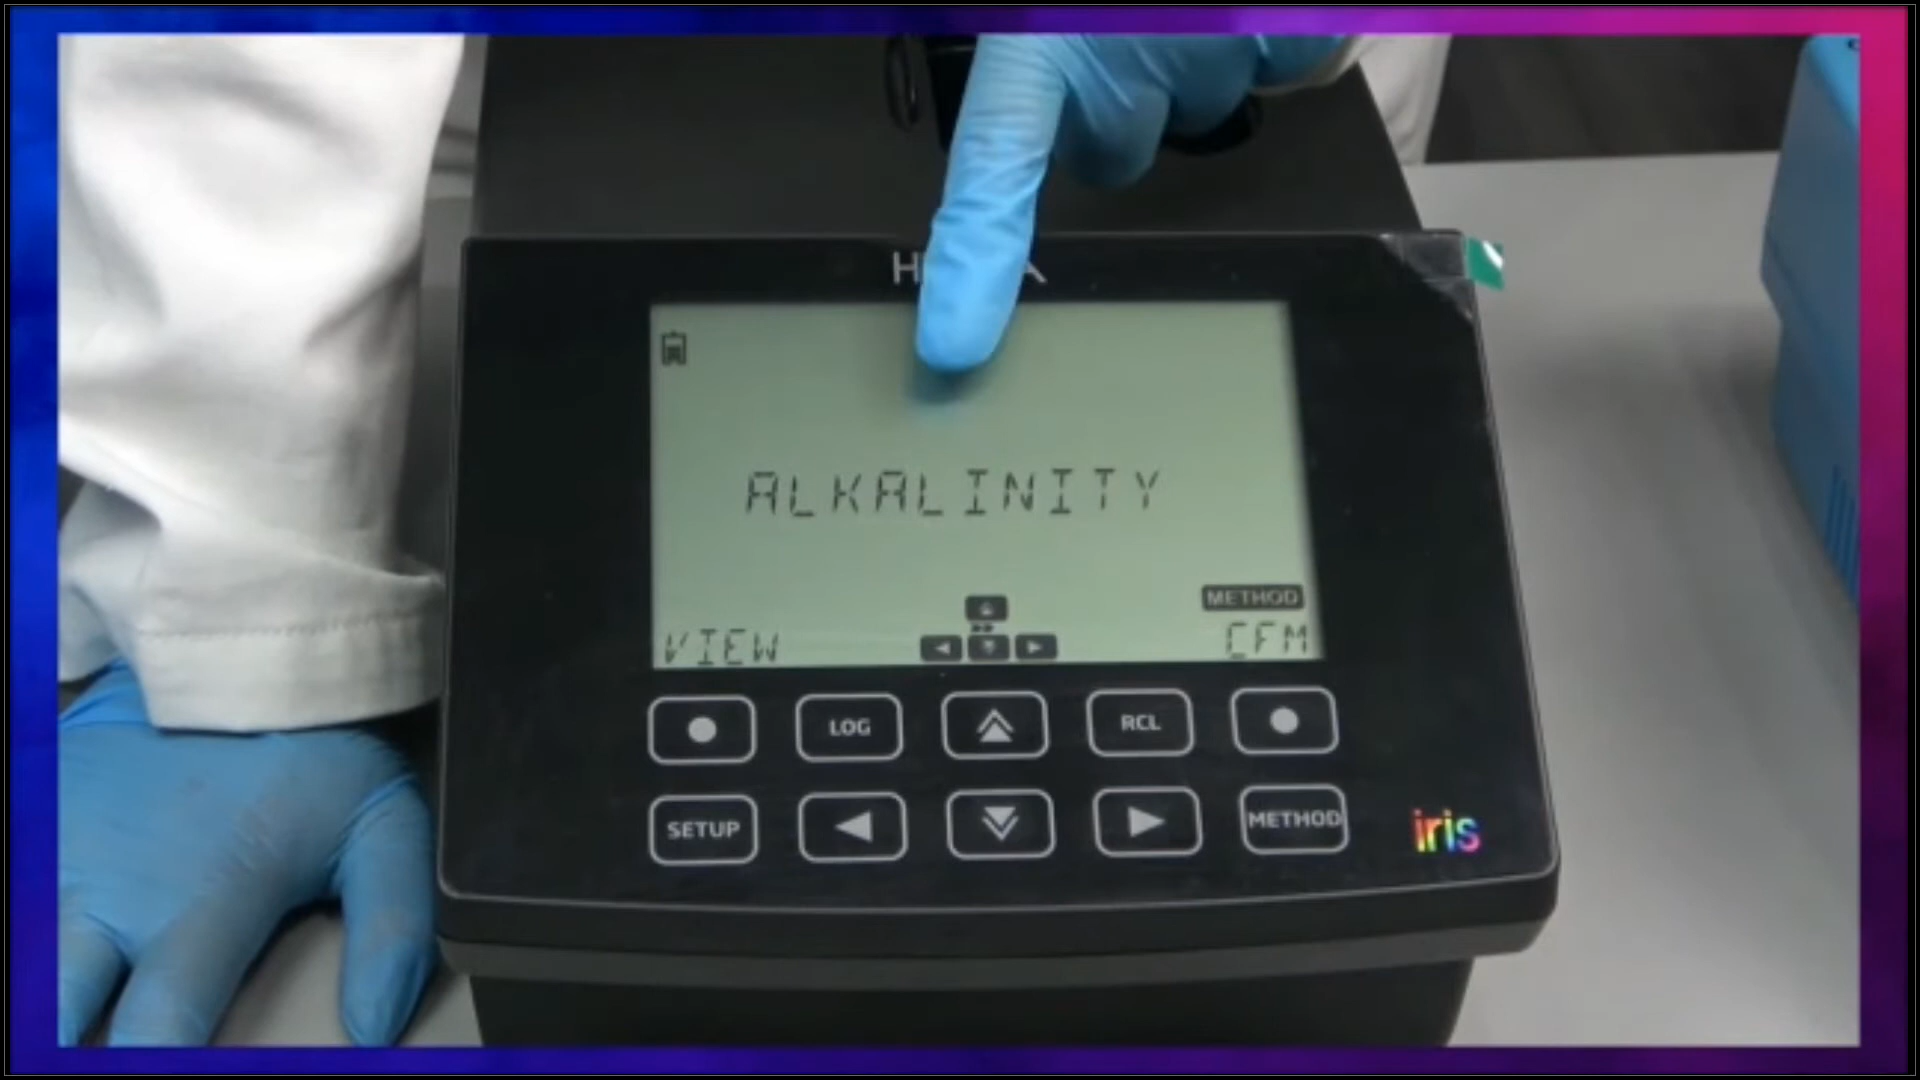 ALKALINITY
METHOD
VIEW CFM
LOG RCL
SETUP METHOD
iris